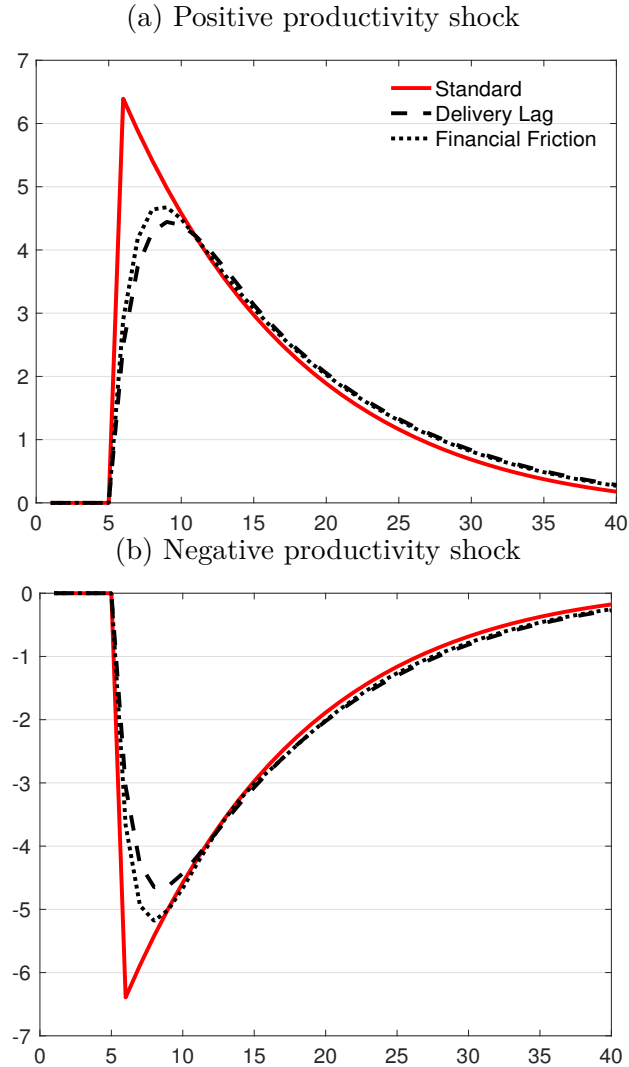 (a) Positive productivity shock
7
6
5
4
3
2
1
0
Standard
Delivery Lag
Financial Friction
0 5 10 15 20 25 30 35 40
(b) Negative productivity shock
0
-1
-2
-3
-4
-5
-6
-7
0 5 10 15 20 25 30 35 40